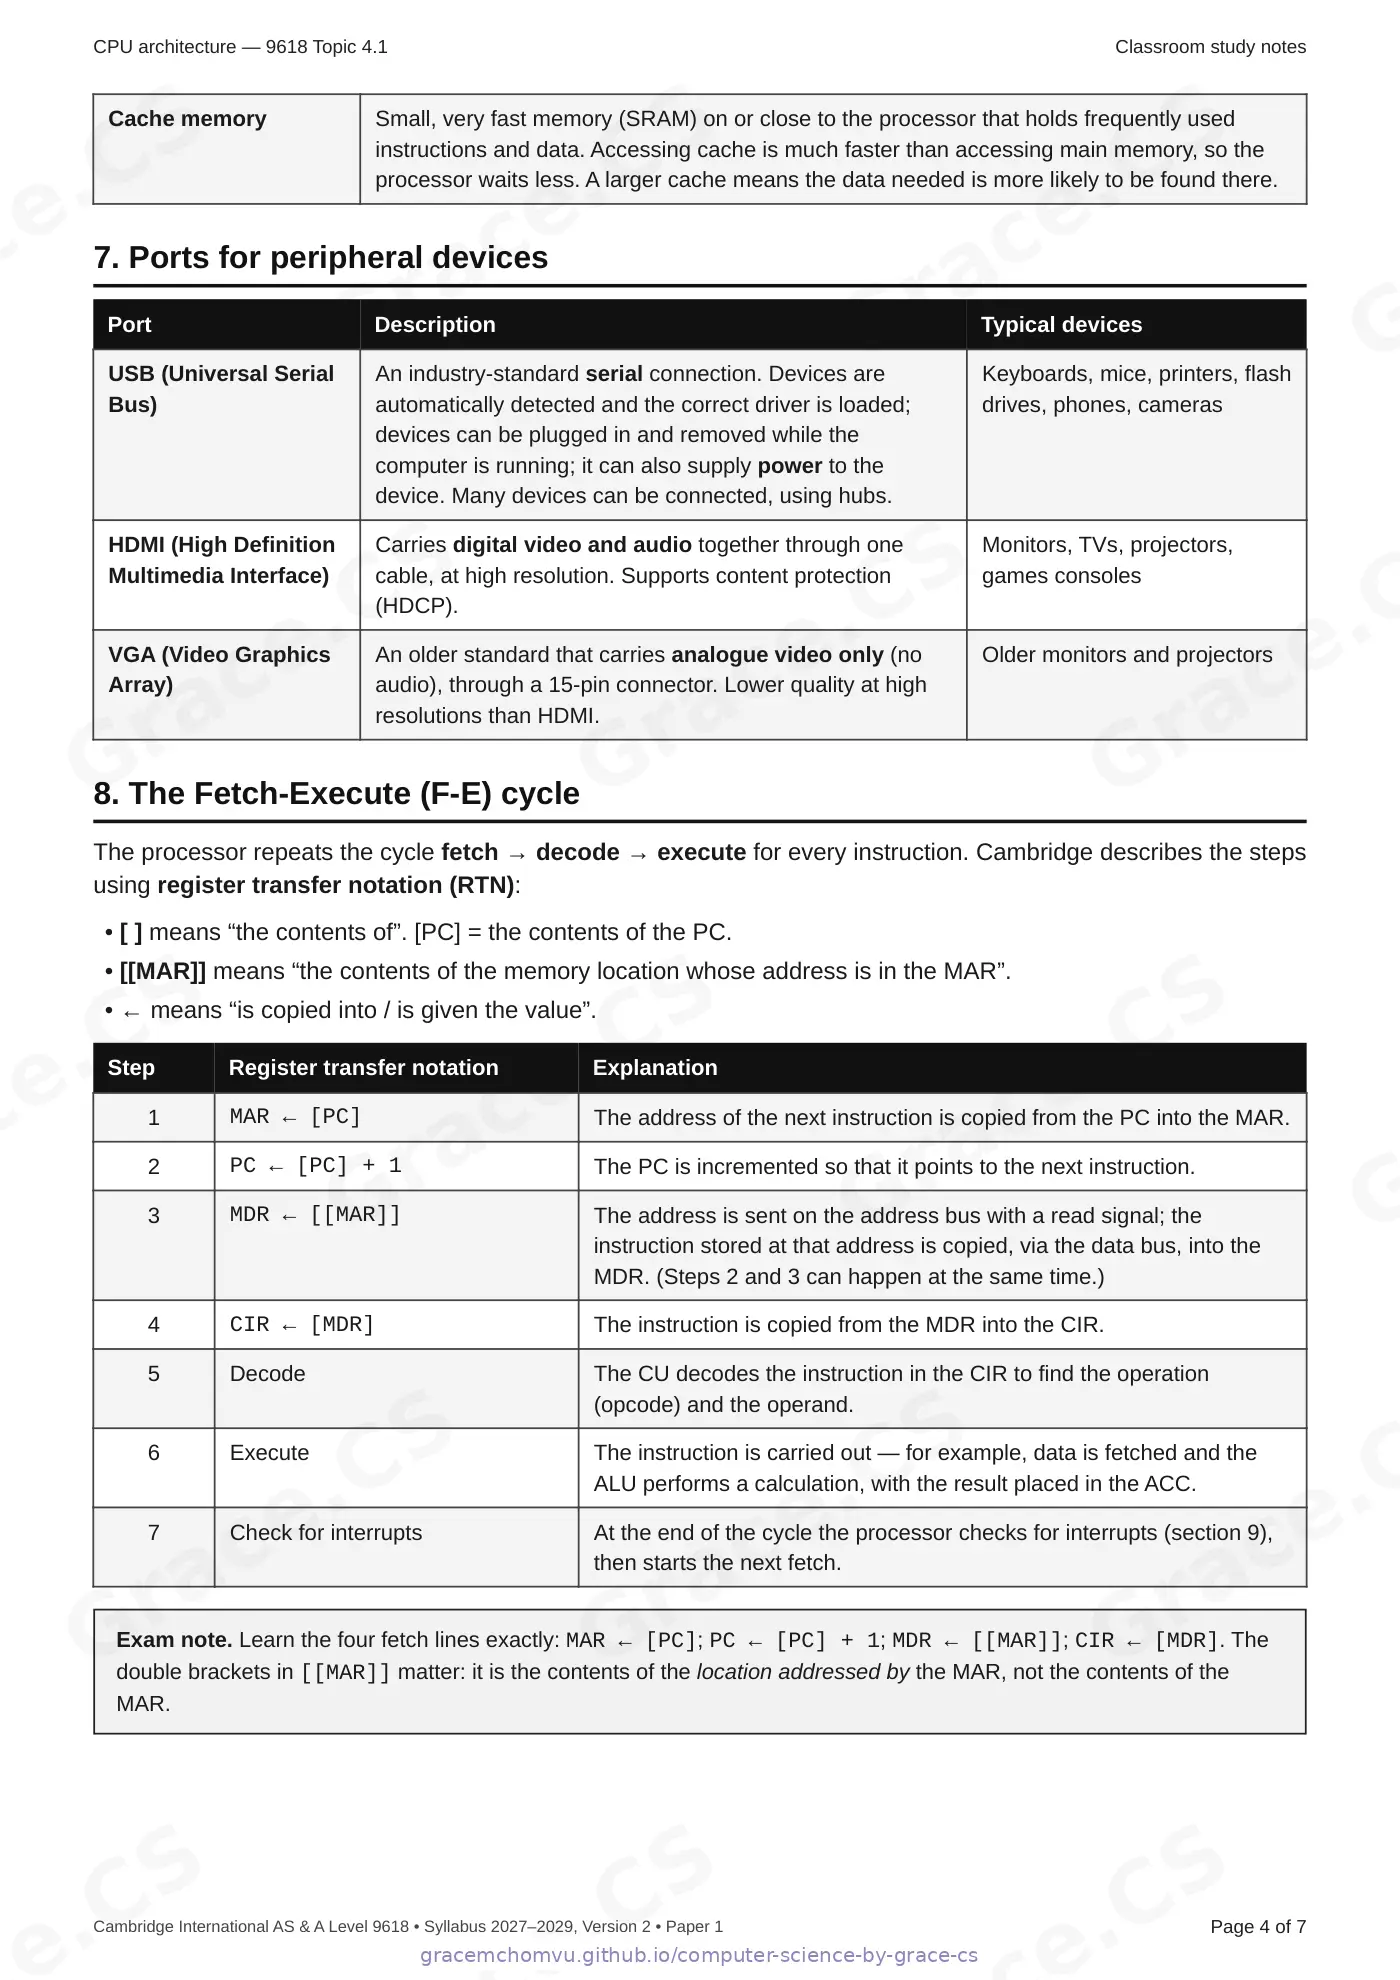 CPU architecture — 9618 Topic 4.1
Classroom study notes
Cache memory
Small, very fast memory (SRAM) on or close to the processor that holds frequently used
instructions and data. Accessing cache is much faster than accessing main memory, so the
processor waits less. A larger cache means the data needed is more likely to be found there.
7. Ports for peripheral devices
Port Description Typical devices
USB (Universal Serial
Bus)
An industry-standard serial connection. Devices are
automatically detected and the correct driver is loaded;
devices can be plugged in and removed while the
computer is running; it can also supply power to the
device. Many devices can be connected, using hubs.
Keyboards, mice, printers, flash
drives, phones, cameras
HDMI (High Definition
Multimedia Interface)
Carries digital video and audio together through one
cable, at high resolution. Supports content protection
(HDCP).
Monitors, TVs, projectors,
games consoles
VGA (Video Graphics
Array)
An older standard that carries analogue video only (no
audio), through a 15-pin connector. Lower quality at high
resolutions than HDMI.
Older monitors and projectors
8. The Fetch-Execute (F-E) cycle
The processor repeats the cycle fetch → decode → execute for every instruction. Cambridge describes the steps
using register transfer notation (RTN):
• [ ] means “the contents of”. [PC] = the contents of the PC.
• [[MAR]] means “the contents of the memory location whose address is in the MAR”.
• ← means “is copied into / is given the value”.
Step Register transfer notation Explanation
1 MAR ← [PC] The address of the next instruction is copied from the PC into the MAR.
2 PC ← [PC] + 1 The PC is incremented so that it points to the next instruction.
3 MDR ← [[MAR]] The address is sent on the address bus with a read signal; the
instruction stored at that address is copied, via the data bus, into the
MDR. (Steps 2 and 3 can happen at the same time.)
4 CIR ← [MDR] The instruction is copied from the MDR into the CIR.
5 Decode The CU decodes the instruction in the CIR to find the operation
(opcode) and the operand.
6 Execute The instruction is carried out — for example, data is fetched and the
ALU performs a calculation, with the result placed in the ACC.
7 Check for interrupts At the end of the cycle the processor checks for interrupts (section 9),
then starts the next fetch.
Exam note. Learn the four fetch lines exactly: MAR ← [PC]; PC ← [PC] + 1; MDR ← [[MAR]]; CIR ← [MDR]. The
double brackets in [[MAR]] matter: it is the contents of the location addressed by the MAR, not the contents of the
MAR.
Cambridge International AS & A Level 9618 • Syllabus 2027–2029, Version 2 • Paper 1
Page 4 of 7
gracemchomvu.github.io/computer-science-by-grace-cs
Grace.CS